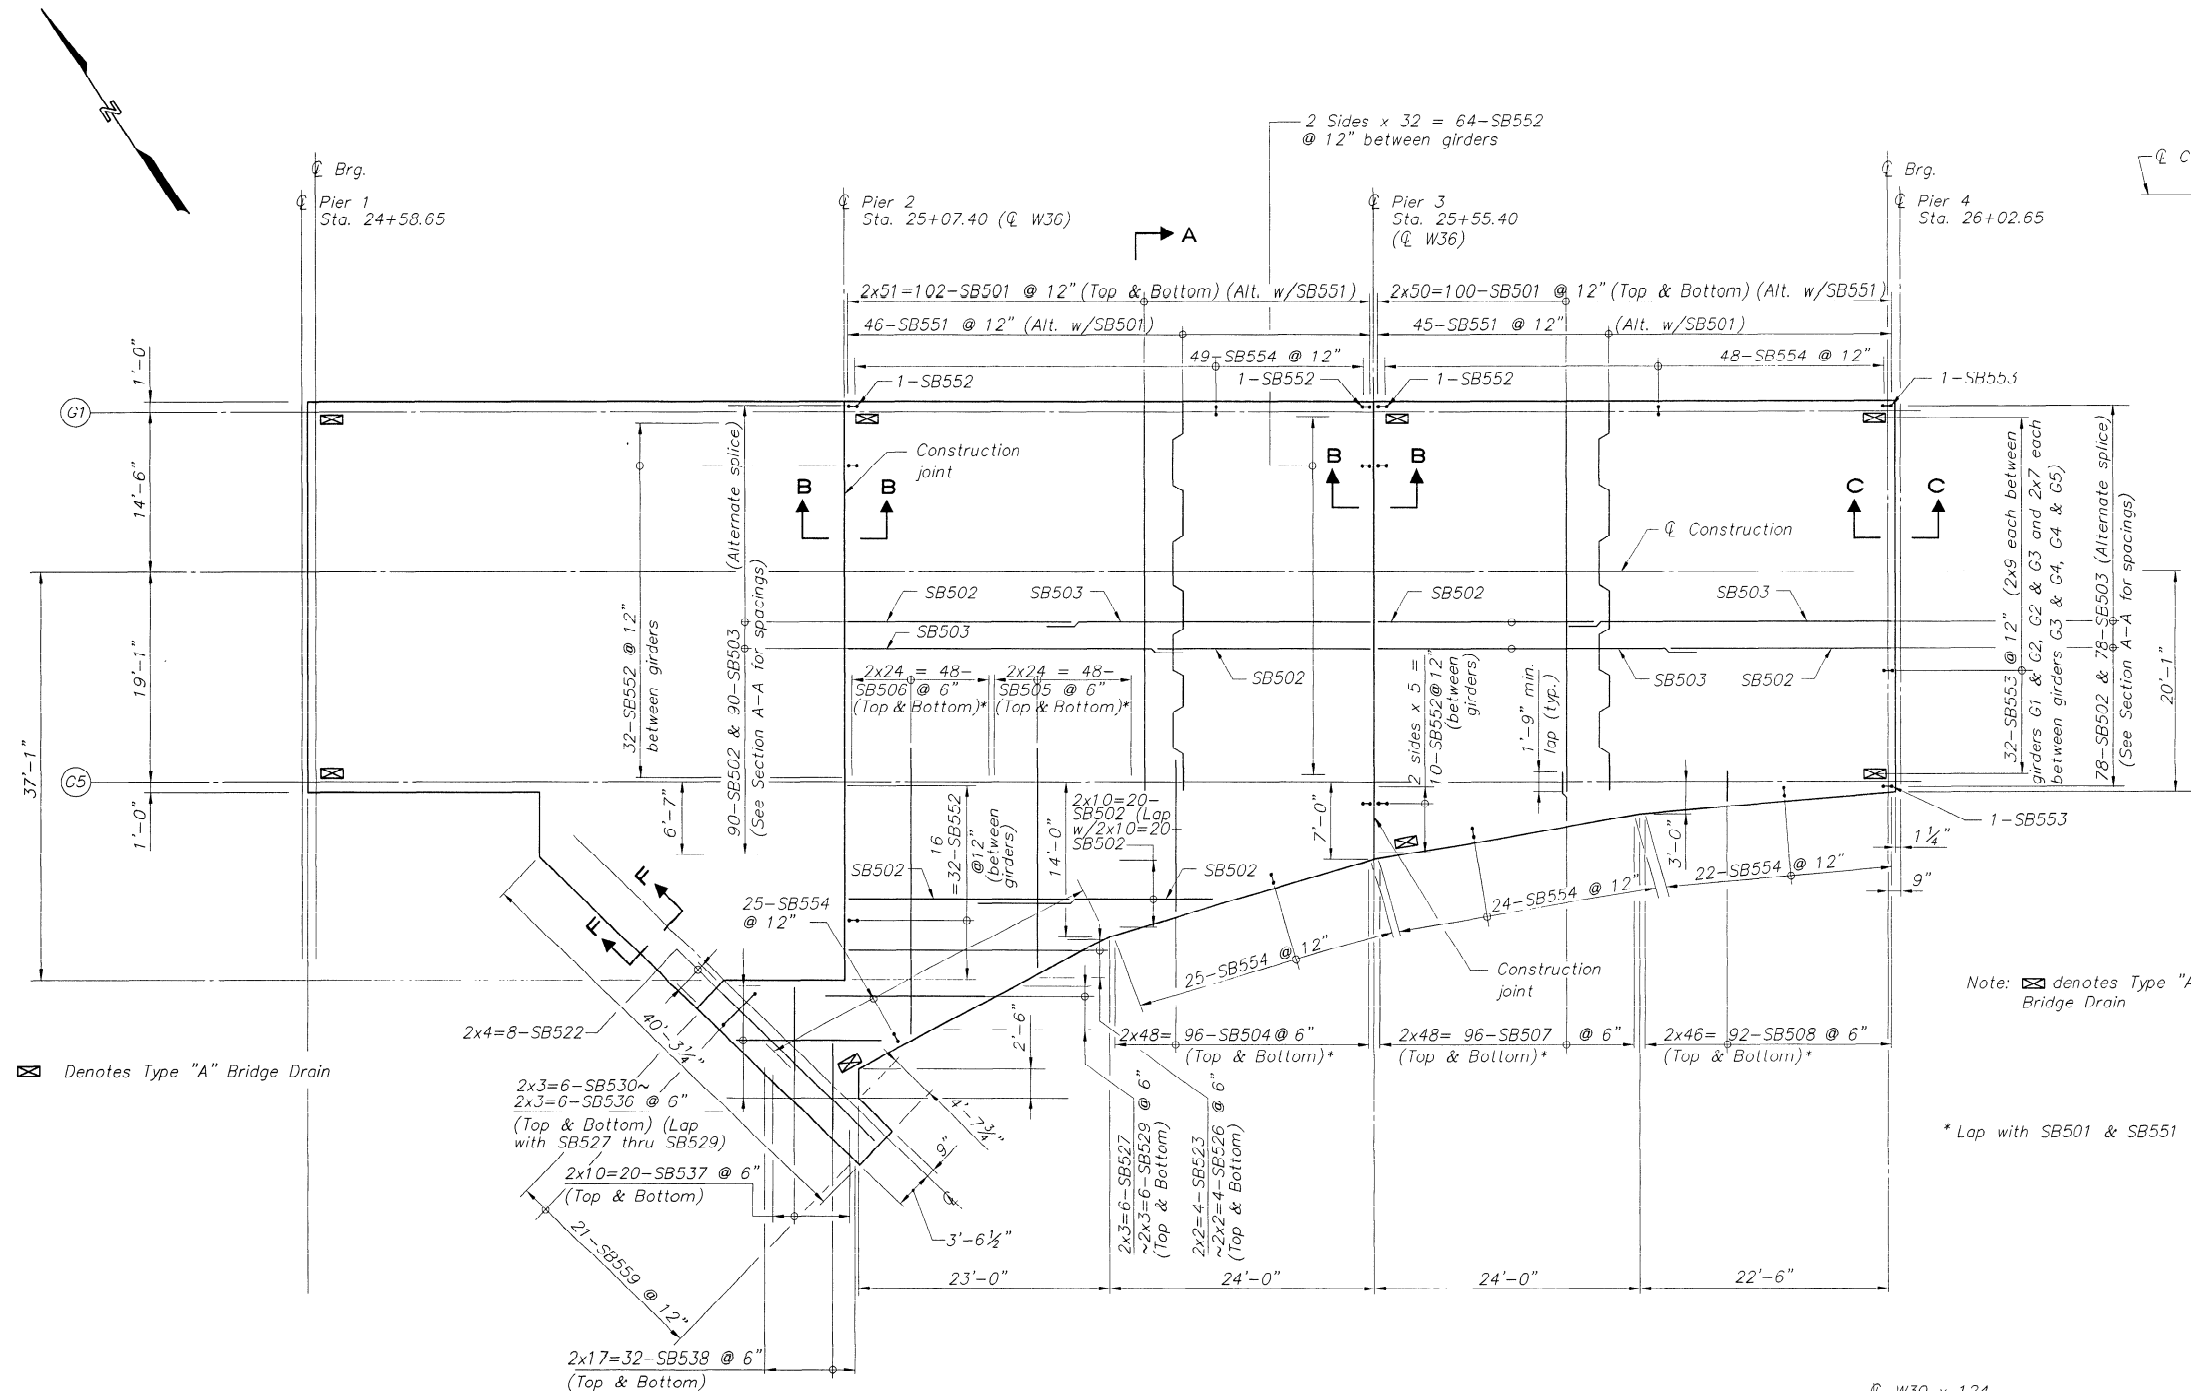 N
2 Sides x 32 = 64-SB552
@ 12" between girders
℄ Brg.
℄ Pier 1
Sta. 24+58.65
℄ Pier 2
Sta. 25+07.40 (℄ W36)
℄ Pier 3
Sta. 25+55.40
(℄ W36)
℄ Brg.
℄ Pier 4
Sta. 26+02.65
℄ C
A
2x51=102-SB501 @ 12" (Top & Bottom) (Alt. w/SB551)
2x50=100-SB501 @ 12" (Top & Bottom) (Alt. w/SB551)
46-SB551 @ 12" (Alt. w/SB501)
45-SB551 @ 12" (Alt. w/SB501)
49-SB554 @ 12"
48-SB554 @ 12"
1-SB552
1-SB552
1-SB552
1-SB553
1'-0"
G1
14'-6"
19'-1"
37'-1"
G5
1'-0"
32-SB552 @ 12"
between girders
90-SB502 & 90-SB503 (Alternate splice)
(See Section A-A for spacings)
Construction
joint
B B
B B
C C
℄ Construction
SB502
SB503
SB502
SB503
SB503
SB502
SB503
SB502
2x24 = 48-
SB506 @ 6"
(Top & Bottom)*
2x24 = 48-
SB505 @ 6"
(Top & Bottom)*
2 sides x 5 =
10-SB552@12"
(between
girders)
1'-9" min.
lap (typ.)
32-SB553 @ 12" (2x9 each between
girders G1 & G2, G2 & G3 and 2x7 each
between girders G3 & G4, G4 & G5)
78-SB502 & 78-SB503 (Alternate splice)
(See Section A-A for spacings)
20'-1"
6'-7"
16
=32-SB552
@12"
(between
girders)
14'-0"
2x10=20-
SB502 (Lap
w/2x10=20-
SB502
7'-0"
3'-0"
1-SB553
1 1/4"
9"
SB502
SB502
22-SB554 @ 12"
24-SB554 @ 12"
25-SB554 @ 12"
25-SB554
@ 12"
F
F
Construction
joint
Note: denotes Type "A
Bridge Drain
2x4=8-SB522
40'-3 1/4"
2'-6"
2x48= 96-SB504 @ 6"
(Top & Bottom)*
2x48= 96-SB507 @ 6"
(Top & Bottom)*
2x46= 92-SB508 @ 6"
(Top & Bottom)*
Denotes Type "A" Bridge Drain
2x3=6-SB530~
2x3=6-SB536 @ 6"
(Top & Bottom) (Lap
with SB527 thru SB529)
4'-7 3/4"
9"
℄
2x3=6-SB527
~2x3=6-SB529 @ 6"
(Top & Bottom)
2x2=4-SB523
~2x2=4-SB526 @ 6"
(Top & Bottom)
* Lap with SB501 & SB551
2x10=20-SB537 @ 6"
(Top & Bottom)
3'-6 1/2"
21-SB559 @ 12"
23'-0"
24'-0"
24'-0"
22'-6"
2x17=32-SB538 @ 6"
(Top & Bottom)
℄ W30 x 124